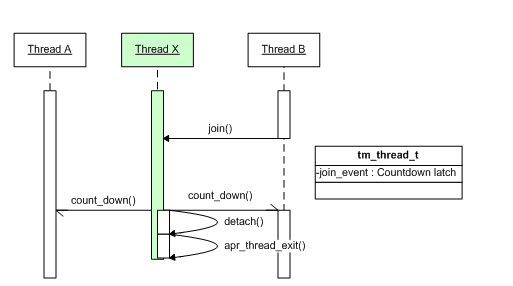 Thread A
Thread X
Thread B
join()
tm_thread_t
-join_event : Countdown latch
count_down()
count_down()
detach()
apr_thread_exit()